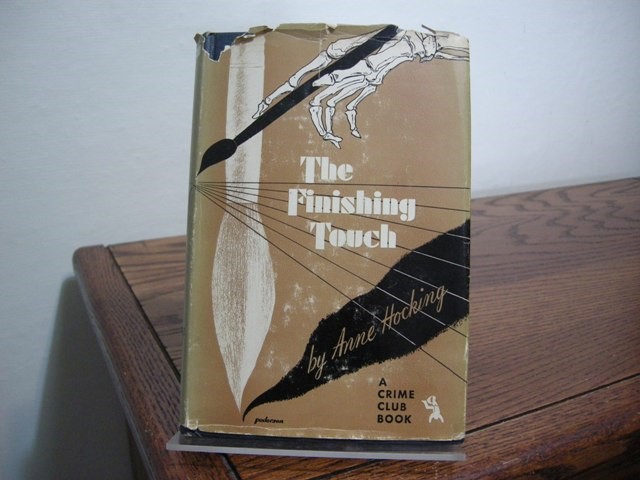 The
Finishing
Touch
by Anne Hocking
A
CRIME
CLUB
BOOK